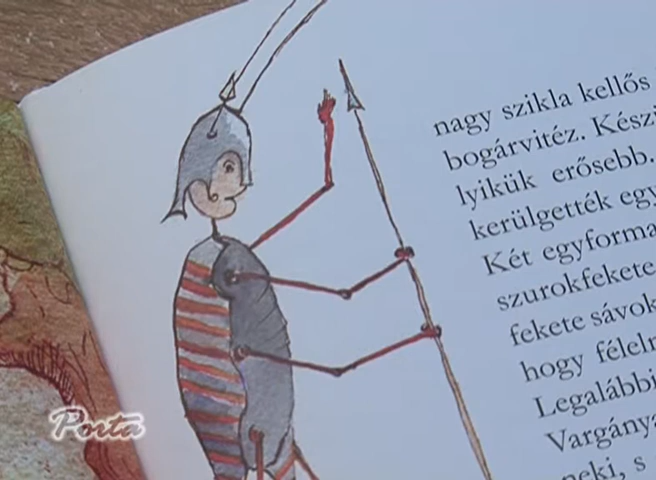 nagy szikla kellős
bogárvitéz. Készi
lyikük erősebb.
kerülgették egy
Két egyforma
szurokfekete
fekete sávok
hogy félelm
Legalábbi
Vargánya
neki, s
Porta